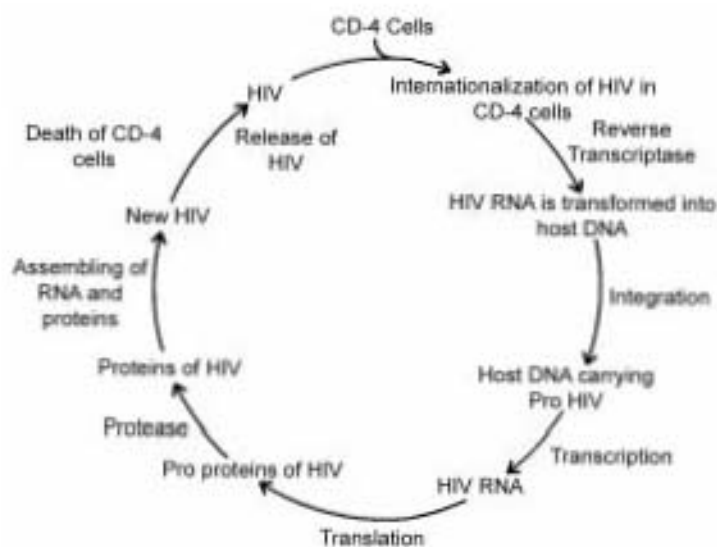 CD-4 Cells
HIV
Internationalization of HIV in
CD-4 cells
Reverse
Transcriptase
HIV RNA is transformed into
host DNA
Integration
Host DNA carrying
Pro HIV
Transcription
HIV RNA
Translation
Pro proteins of HIV
Protease
Proteins of HIV
Assembling of
RNA and
proteins
New HIV
Death of CD-4
cells
Release of
HIV